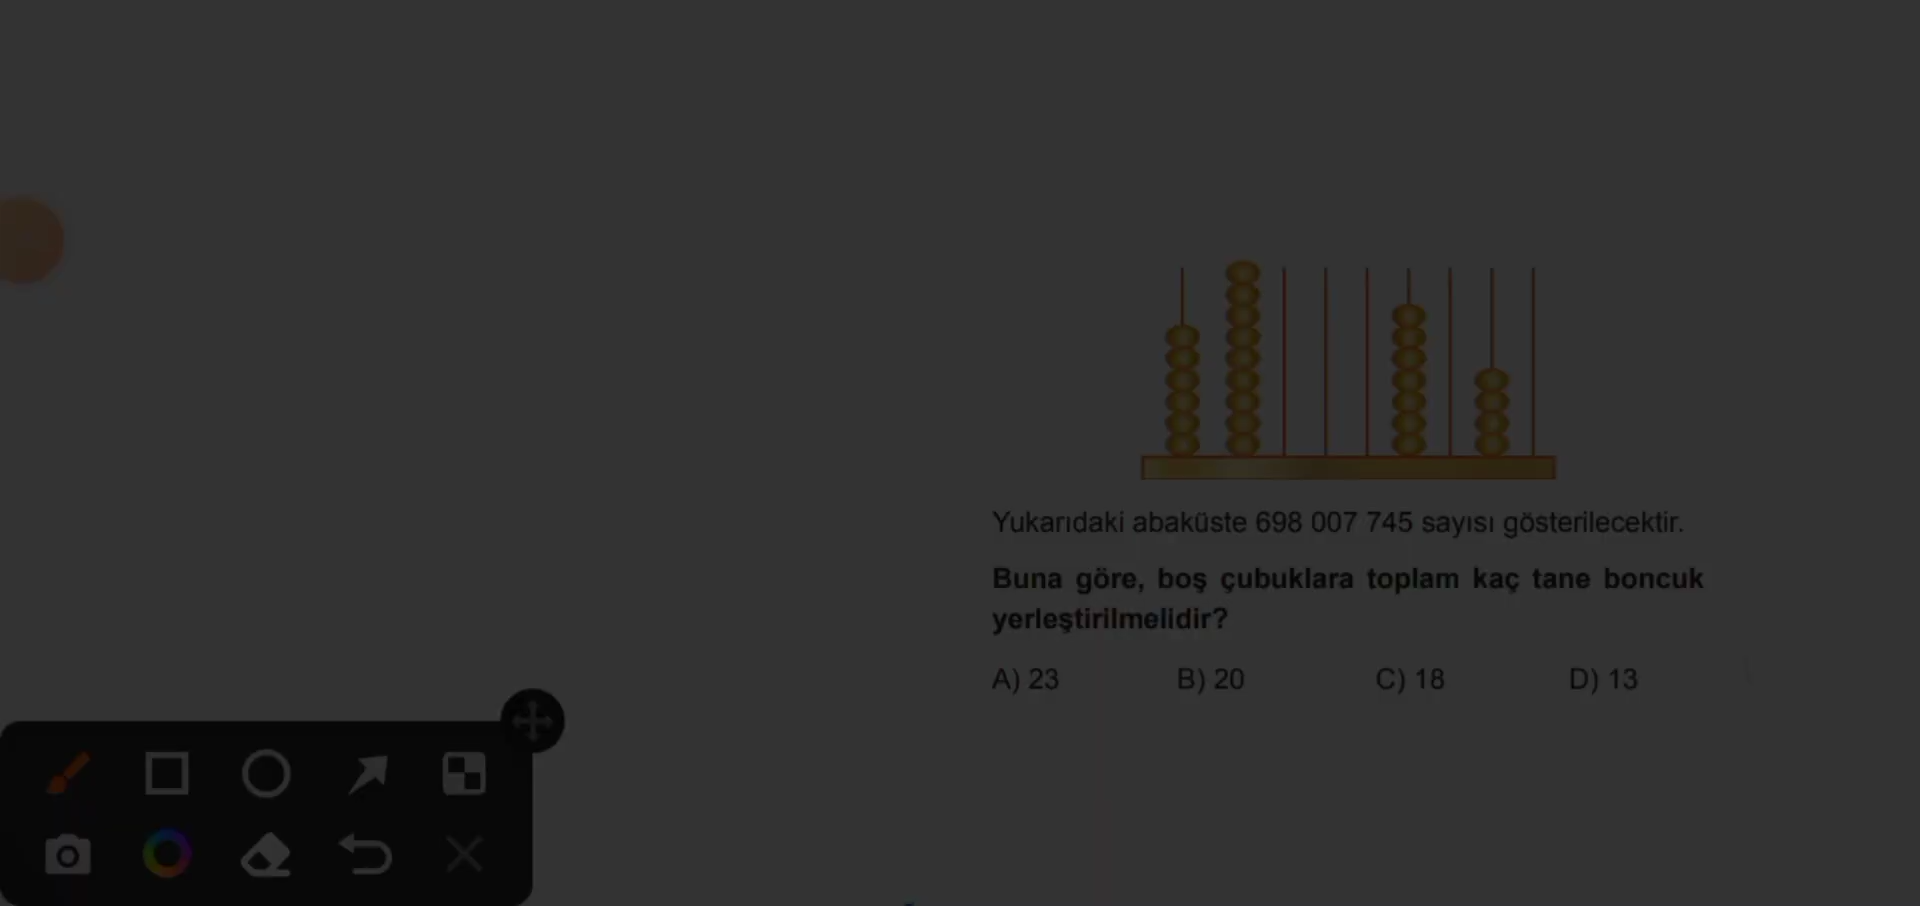 Yukarıdaki abaküste 698 007 745 sayısı gösterilecektir.
Buna göre, boş çubuklara toplam kaç tane boncuk
yerleştirilmelidir?
A) 23 B) 20 C) 18 D) 13